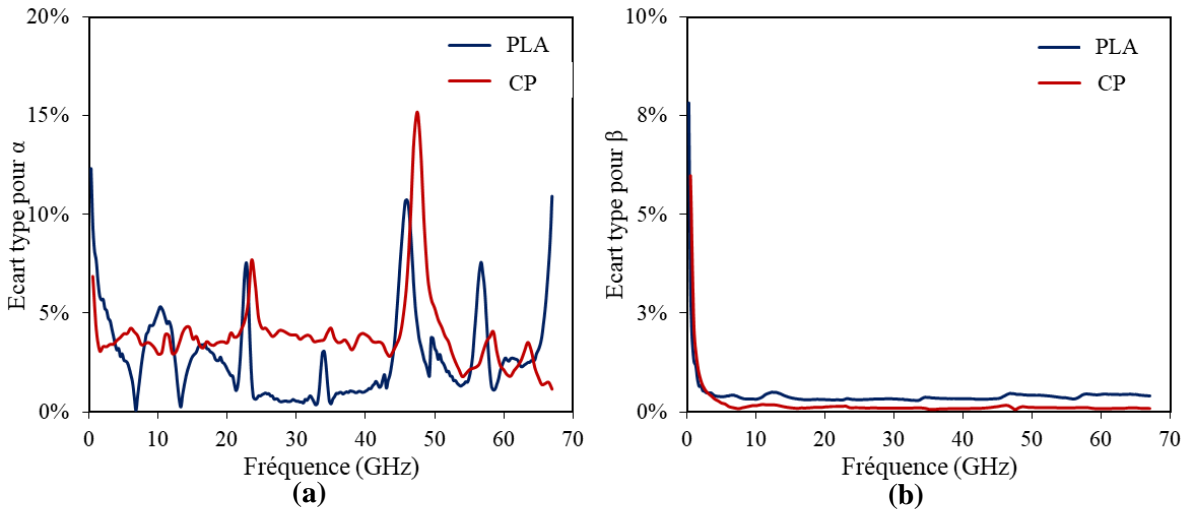 20%
15%
10%
5%
0%
Ecart type pour α
PLA
CP
0 10 20 30 40 50 60 70
Fréquence (GHz)
(a)
10%
8%
5%
3%
0%
Ecart type pour β
PLA
CP
0 10 20 30 40 50 60 70
Fréquence (GHz)
(b)